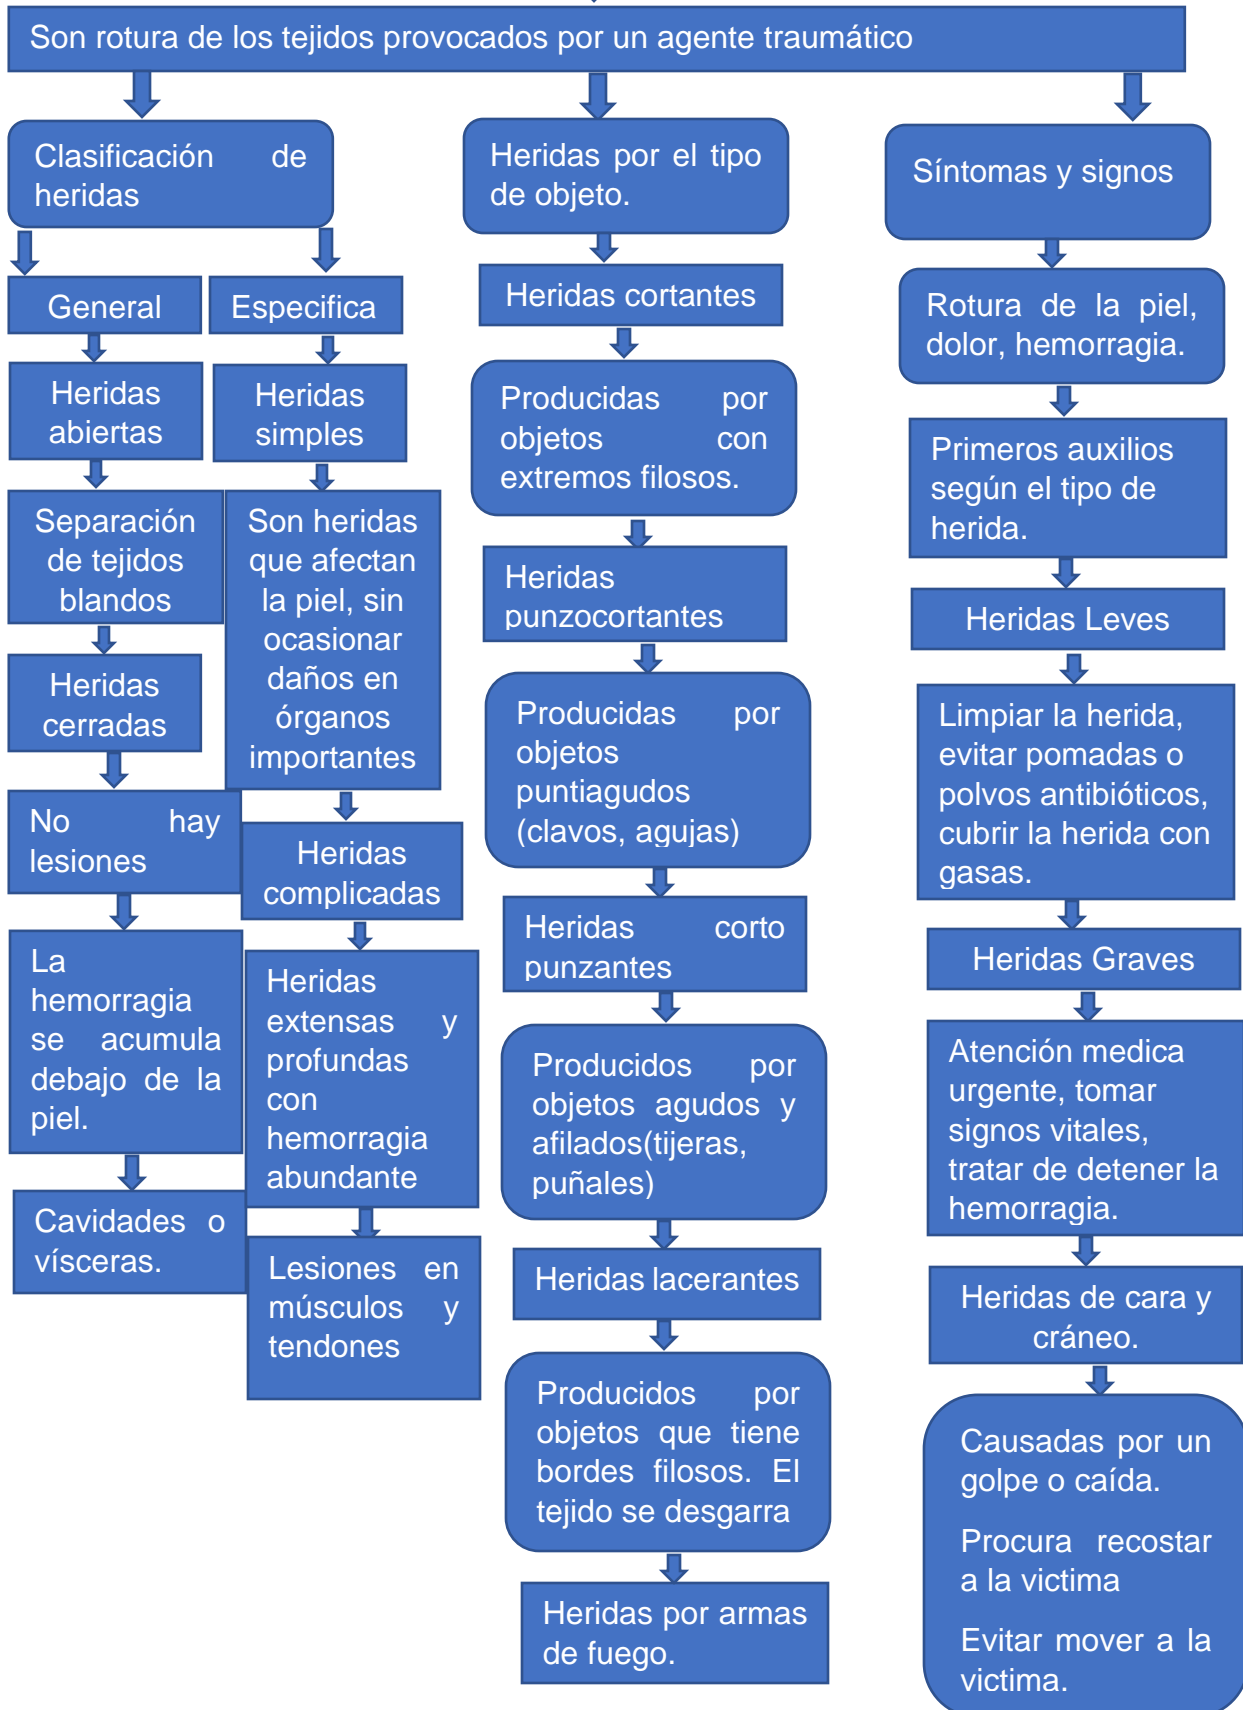 Son rotura de los tejidos provocados por un agente traumático
Clasificación de
heridas
General
Heridas
abiertas
Separación
de tejidos
blandos
Heridas
cerradas
No hay
lesiones
La
hemorragia
se acumula
debajo de la
piel.
Cavidades o
vísceras.
Especifica
Heridas
simples
Son heridas
que afectan
la piel, sin
ocasionar
daños en
órganos
importantes
Heridas
complicadas
Heridas
extensas y
profundas
con
hemorragia
abundante
Lesiones en
músculos y
tendones
Heridas por el tipo
de objeto.
Heridas cortantes
Producidas por
objetos con
extremos filosos.
Heridas
punzocortantes
Producidas por
objetos
puntiagudos
(clavos, agujas)
Heridas corto
punzantes
Producidos por
objetos agudos y
afilados(tijeras,
puñales)
Heridas lacerantes
Producidos por
objetos que tiene
bordes filosos. El
tejido se desgarra
Heridas por armas
de fuego.
Síntomas y signos
Rotura de la piel,
dolor, hemorragia.
Primeros auxilios
según el tipo de
herida.
Heridas Leves
Limpiar la herida,
evitar pomadas o
polvos antibióticos,
cubrir la herida con
gasas.
Heridas Graves
Atención medica
urgente, tomar
signos vitales,
tratar de detener la
hemorragia.
Heridas de cara y
cráneo.
Causadas por un
golpe o caída.
Procura recostar
a la victima
Evitar mover a la
victima.